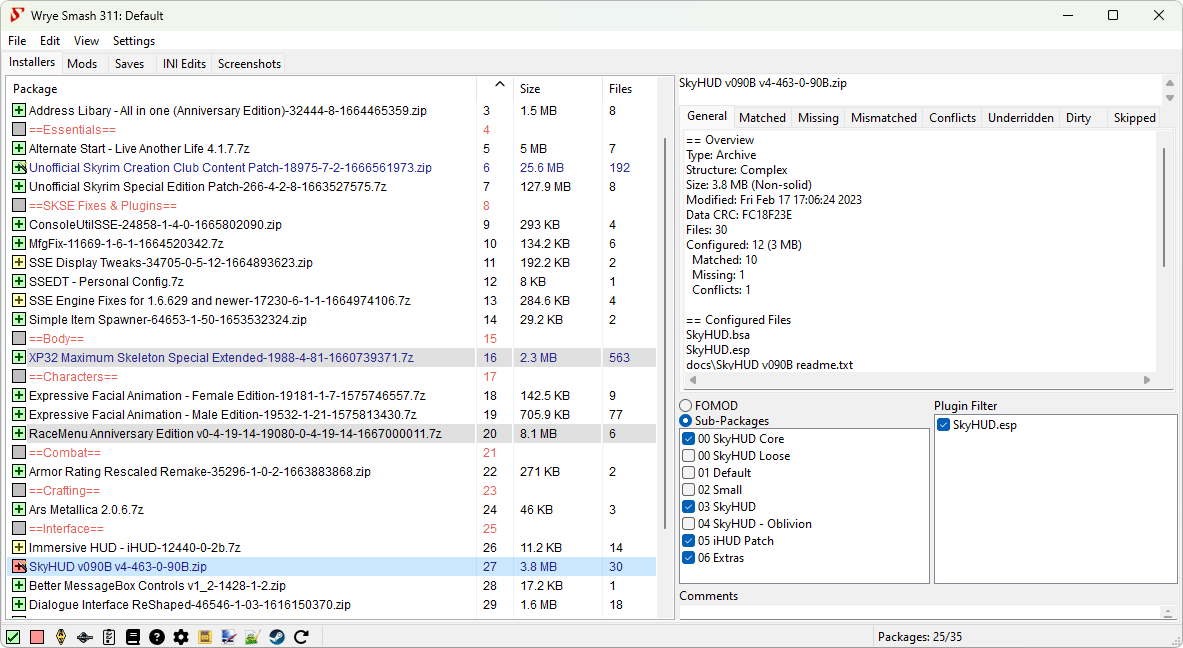 Wrye Smash 311: Default
File Edit View Settings
Installers Mods Saves INI Edits Screenshots
Package Size Files
Address Libary - All in one (Anniversary Edition)-32444-8-1664465359.zip 3 1.5 MB 8
==Essentials== 4
Alternate Start - Live Another Life 4.1.7.7z 5 5 MB 7
Unofficial Skyrim Creation Club Content Patch-18975-7-2-1666561973.zip 6 25.6 MB 192
Unofficial Skyrim Special Edition Patch-266-4-2-8-1663527575.7z 7 127.9 MB 8
==SKSE Fixes & Plugins== 8
ConsoleUtilSSE-24858-1-4-0-1665802090.zip 9 293 KB 4
MfgFix-11669-1-6-1-1664520342.7z 10 134.2 KB 6
SSE Display Tweaks-34705-0-5-12-1664893623.zip 11 192.2 KB 2
SSEDT - Personal Config.7z 12 8 KB 1
SSE Engine Fixes for 1.6.629 and newer-17230-6-1-1-1664974106.7z 13 284.6 KB 4
Simple Item Spawner-64653-1-50-1653532324.zip 14 29.2 KB 2
==Body== 15
XP32 Maximum Skeleton Special Extended-1988-4-81-1660739371.7z 16 2.3 MB 563
==Characters== 17
Expressive Facial Animation - Female Edition-19181-1-7-1575746557.7z 18 142.5 KB 9
Expressive Facial Animation - Male Edition-19532-1-21-1575813430.7z 19 705.9 KB 77
RaceMenu Anniversary Edition v0-4-19-14-19080-0-4-19-14-1667000011.7z 20 8.1 MB 6
==Combat== 21
Armor Rating Rescaled Remake-35296-1-0-2-1663883868.zip 22 271 KB 2
==Crafting== 23
Ars Metallica 2.0.6.7z 24 46 KB 3
==Interface== 25
Immersive HUD - iHUD-12440-0-2b.7z 26 11.2 KB 14
SkyHUD v090B v4-463-0-90B.zip 27 3.8 MB 30
Better MessageBox Controls v1_2-1428-1-2.zip 28 17.2 KB 1
Dialogue Interface ReShaped-46546-1-03-1616150370.zip 29 1.6 MB 18
SkyHUD v090B v4-463-0-90B.zip
General Matched Missing Mismatched Conflicts Underridden Dirty Skipped
== Overview
Type: Archive
Structure: Complex
Size: 3.8 MB (Non-solid)
Modified: Fri Feb 17 17:06:24 2023
Data CRC: FC18F23E
Files: 30
Configured: 12 (3 MB)
Matched: 10
Missing: 1
Conflicts: 1
== Configured Files
SkyHUD.bsa
SkyHUD.esp
docs\SkyHUD v090B readme.txt
FOMOD
Sub-Packages
00 SkyHUD Core
00 SkyHUD Loose
01 Default
02 Small
03 SkyHUD
04 SkyHUD - Oblivion
05 iHUD Patch
06 Extras
Plugin Filter
SkyHUD.esp
Comments
Packages: 25/35